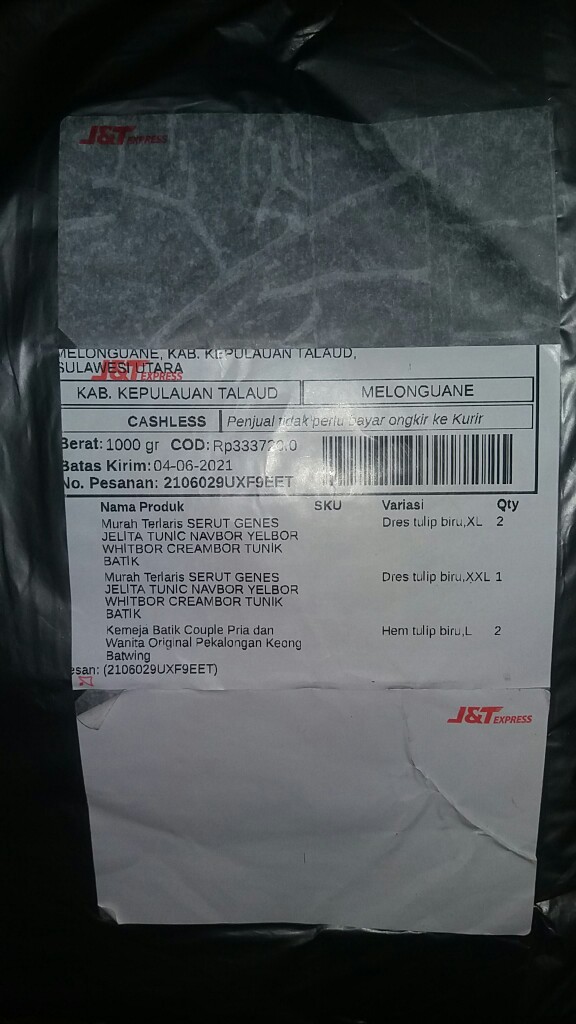 J&T EXPRESS
MELONGUANE, KAB. KEPULAUAN TALAUD,
SULAWESI UTARA
J&T EXPRESS
KAB. KEPULAUAN TALAUD MELONGUANE
CASHLESS Penjual tidak perlu bayar ongkir ke Kurir
Berat: 1000 gr COD:
Batas Kirim: 04-06-2021
No. Pesanan: 2106029UXF9EET
Nama Produk SKU Variasi Qty
Murah Terlaris SERUT GENES Dres tulip biru,XL 2
JELITA TUNIC NAVBOR YELBOR
WHITBOR CREAMBOR TUNIK
BATIK
Murah Terlaris SERUT GENES Dres tulip biru,XXL 1
JELITA TUNIC NAVBOR YELBOR
WHITBOR CREAMBOR TUNIK
BATIK
Kemeja Batik Couple Pria dan Hem tulip biru,L 2
Wanita Original Pekalongan Keong
Batwing
esan: (2106029UXF9EET)
J&T EXPRESS